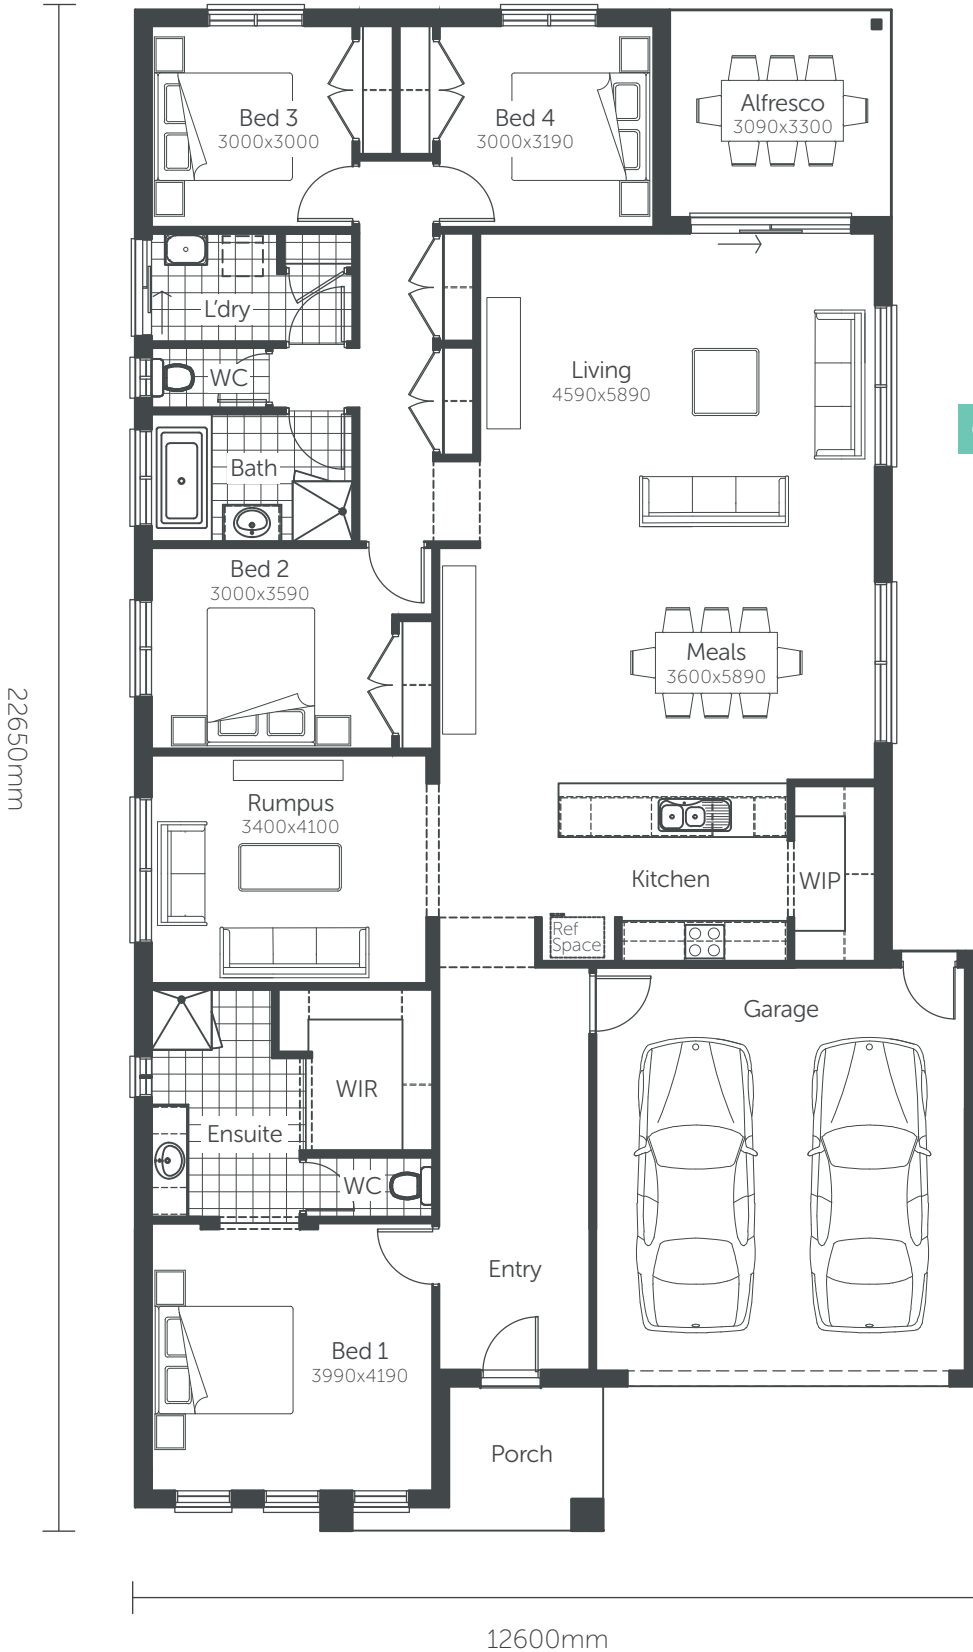 Bed 3
3000x3000
Bed 4
3000x3190
Alfresco
3090x3300
L'dry
WC
Living
4590x5890
Bath
Bed 2
3000x3590
Meals
3600x5890
22650mm
Rumpus
3400x4100
Kitchen
WIP
Ref
Space
Garage
WIR
Ensuite
WC
Entry
Bed 1
3990x4190
Porch
12600mm